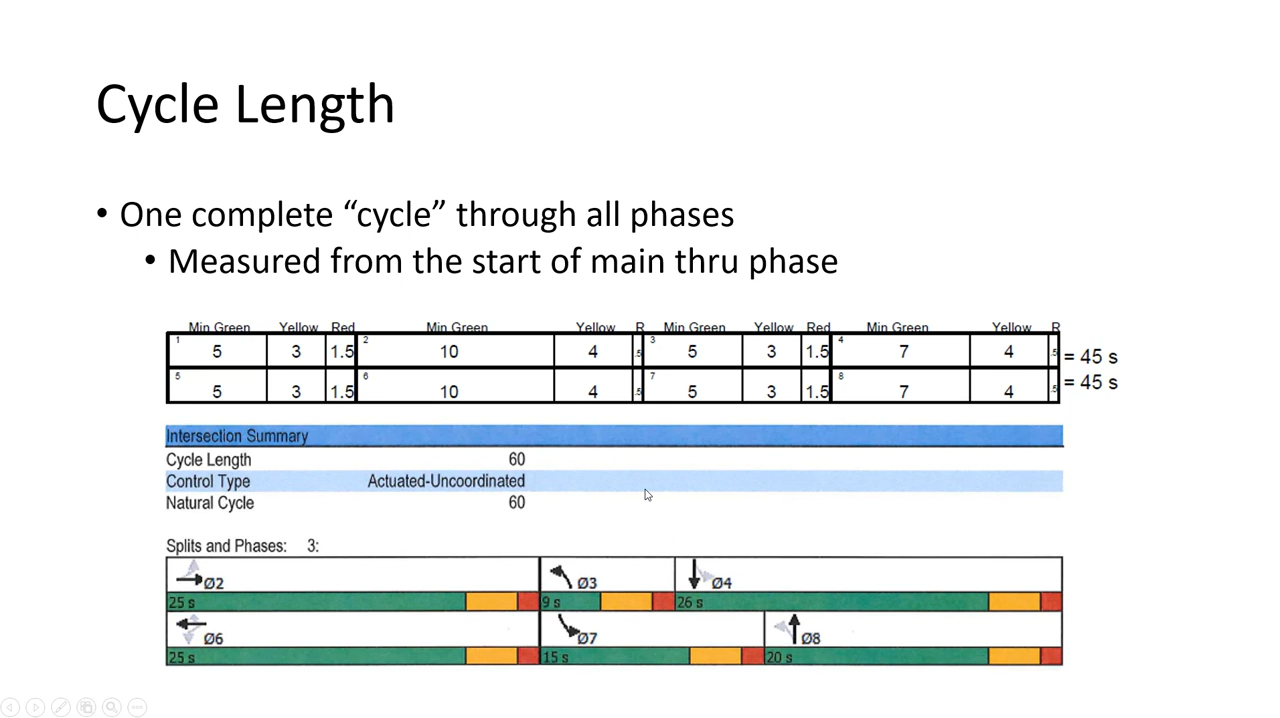 Cycle Length
• One complete “cycle” through all phases
• Measured from the start of main thru phase
Min Green Yellow Red Min Green Yellow R Min Green Yellow Red Min Green Yellow R
1 5 3 1.5 2 10 4 .5 3 5 3 1.5 4 7 4 .5 = 45 s
5 5 3 1.5 6 10 4 .5 7 5 3 1.5 8 7 4 .5 = 45 s
Intersection Summary
Cycle Length 60
Control Type Actuated-Uncoordinated
Natural Cycle 60
Splits and Phases: 3:
Ø2 Ø3 Ø4
25 s 9 s 26 s
Ø6 Ø7 Ø8
25 s 15 s 20 s